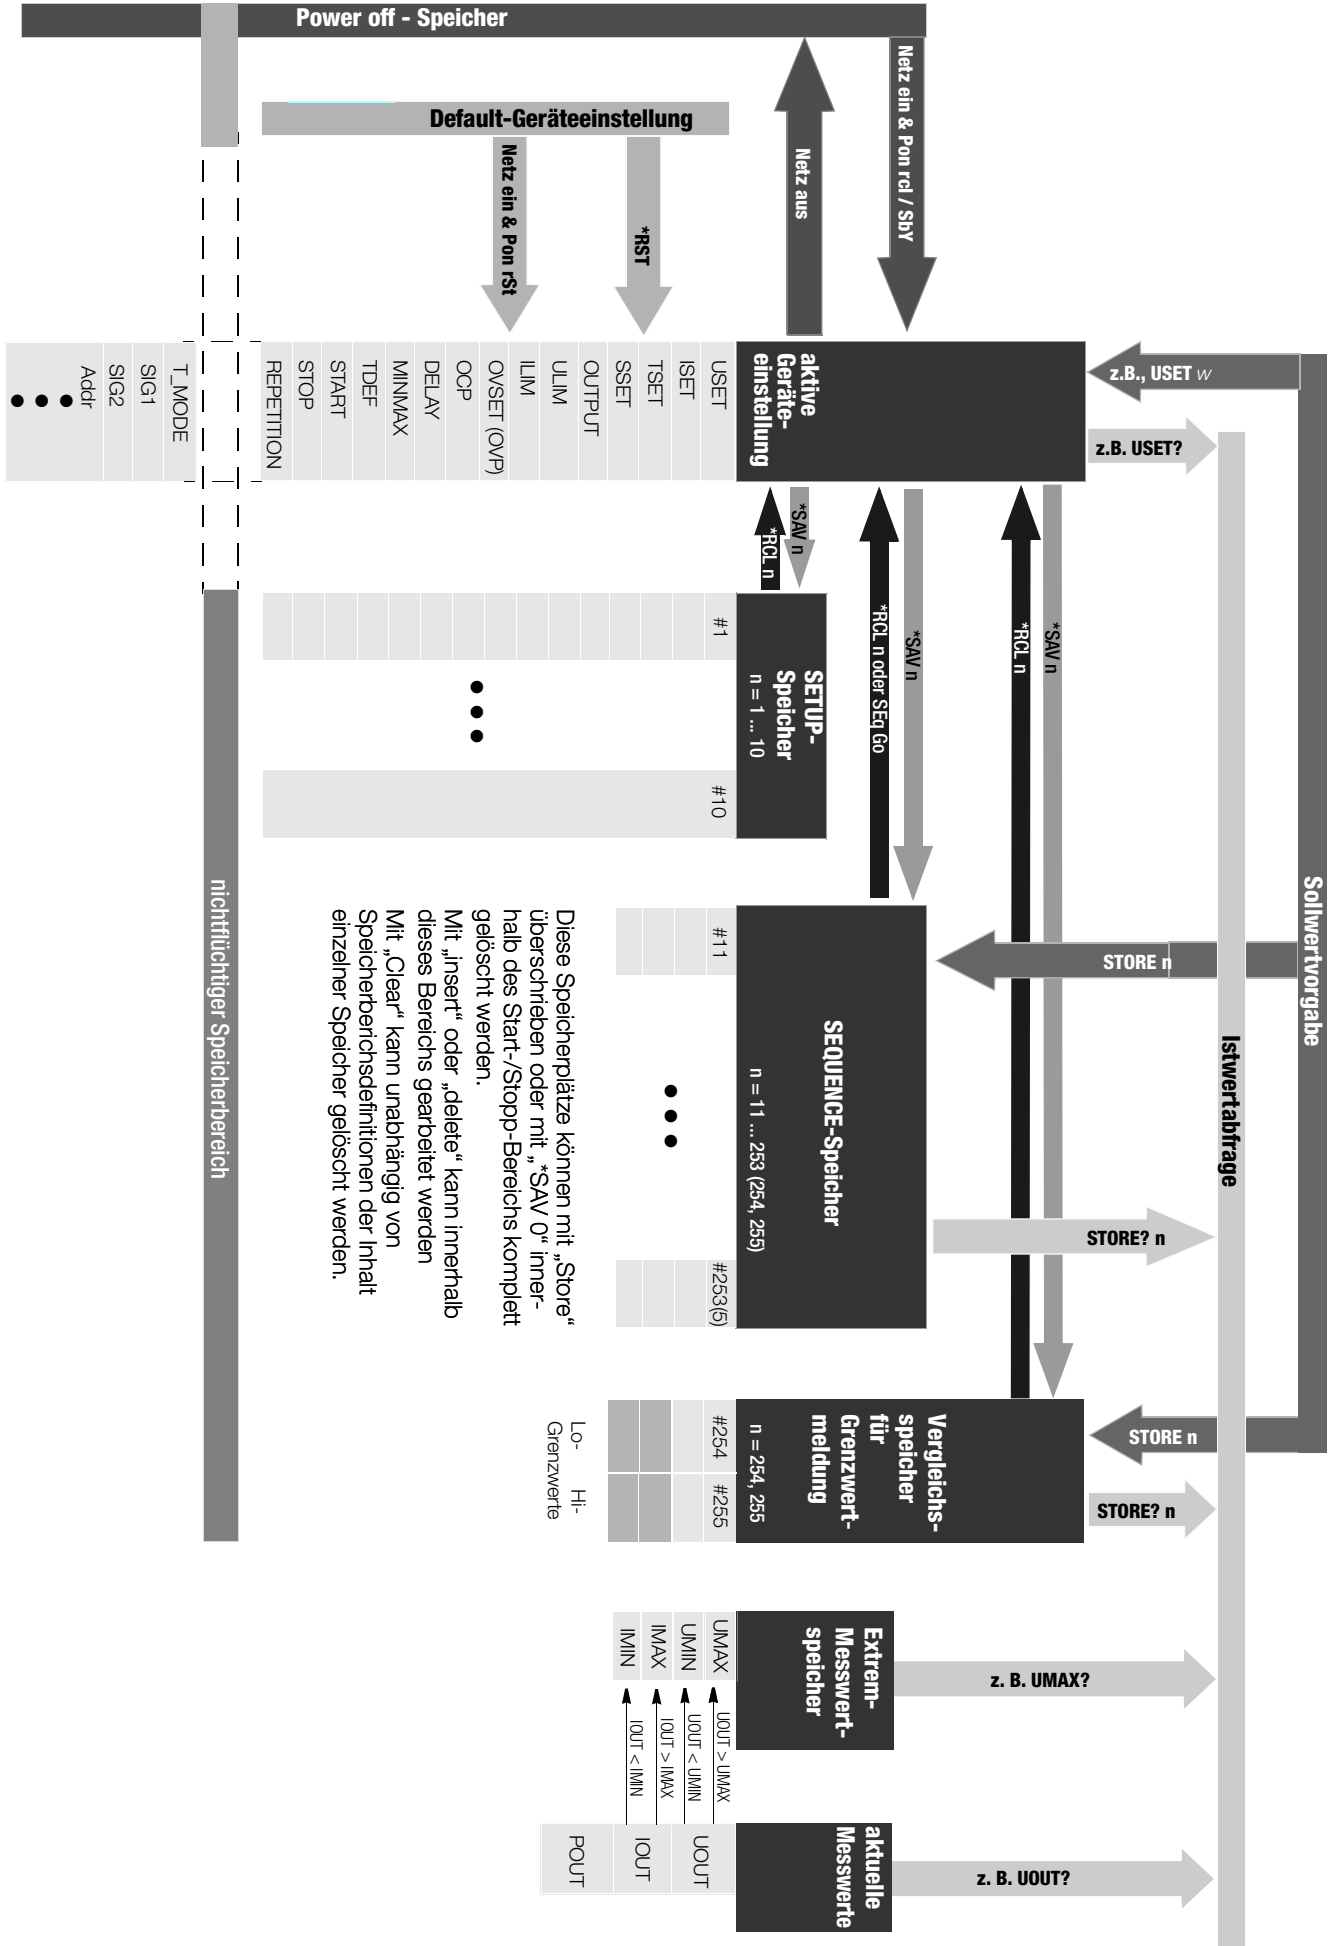 Sollwertvorgabe
Istwertabfrage
z.B., USET w
z.B. USET?
STORE n
STORE? n
STORE n
STORE? n
z. B. UMAX?
z. B. UOUT?
*SAV n
*RCL n
*SAV n
*RCL n oder SEq Go
*SAV n
*RCL n
Power off - Speicher
Netz ein & Pon rcl / SbY
Netz aus
Default-Geräteeinstellung
*RST
Netz ein & Pon rSt
aktive
Geräte-
einstellung
USET
ISET
TSET
SSET
OUTPUT
ULIM
ILIM
OVSET (OVP)
OCP
DELAY
MINMAX
TDEF
START
STOP
REPETITION
T_MODE
SIG1
SIG2
Addr
SETUP-
Speicher
n = 1 ... 10
#1
#10
SEQUENCE-Speicher
n = 11 ... 253 (254, 255)
#11
#253(5)
Diese Speicherplätze können mit „Store“
überschrieben oder mit „*SAV 0“ inner-
halb des Start-/Stopp-Bereichs komplett
gelöscht werden.
Mit „insert“ oder „delete“ kann innerhalb
dieses Bereichs gearbeitet werden
Mit „Clear“ kann unabhängig von
Speicherberichsdefinitionen der Inhalt
einzelner Speicher gelöscht werden.
Vergleichs-
speicher
für
Grenzwert-
meldung
n = 254, 255
#254
#255
Lo- Hi-
Grenzwerte
Extrem-
Messwert-
speicher
UMAX
UMIN
IMAX
IMIN
UOUT > UMAX
UOUT < UMIN
IOUT > IMAX
IOUT < IMIN
aktuelle
Messwerte
UOUT
IOUT
POUT
nichtflüchtiger Speicherbereich